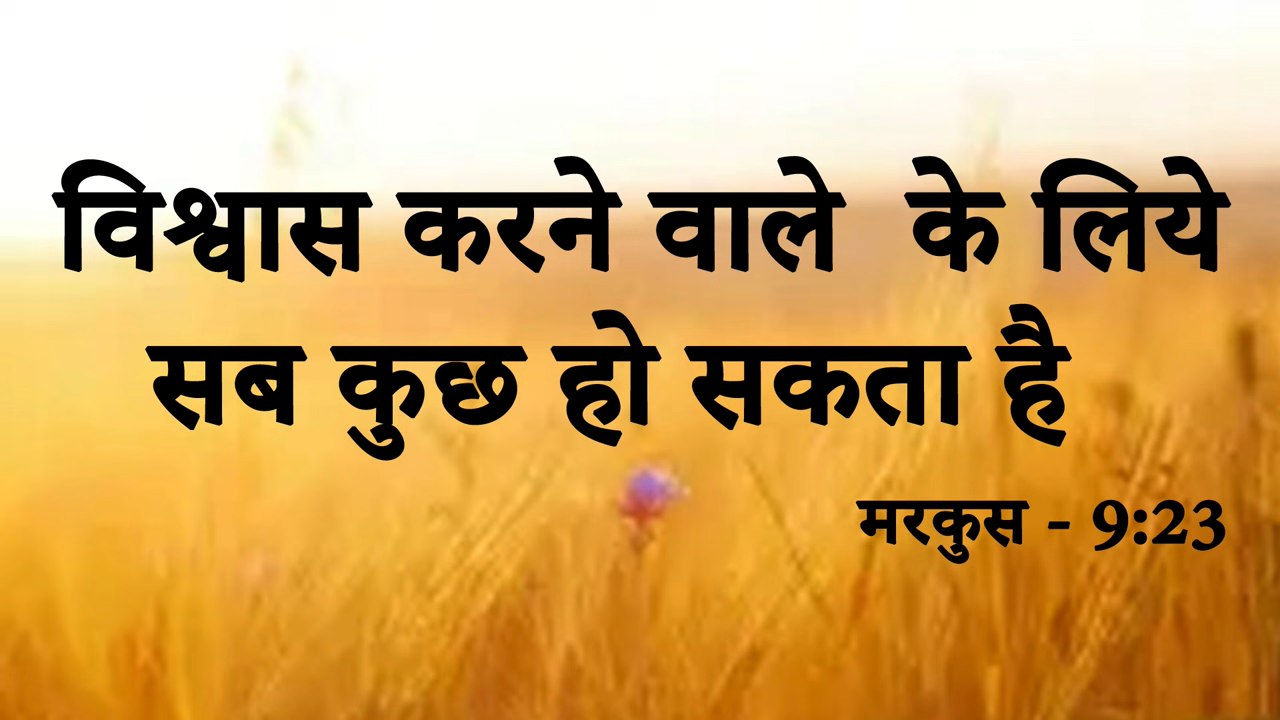 विश्वास करने वाले के लिये
सब कुछ हो सकता है
मरकुस - 9:23